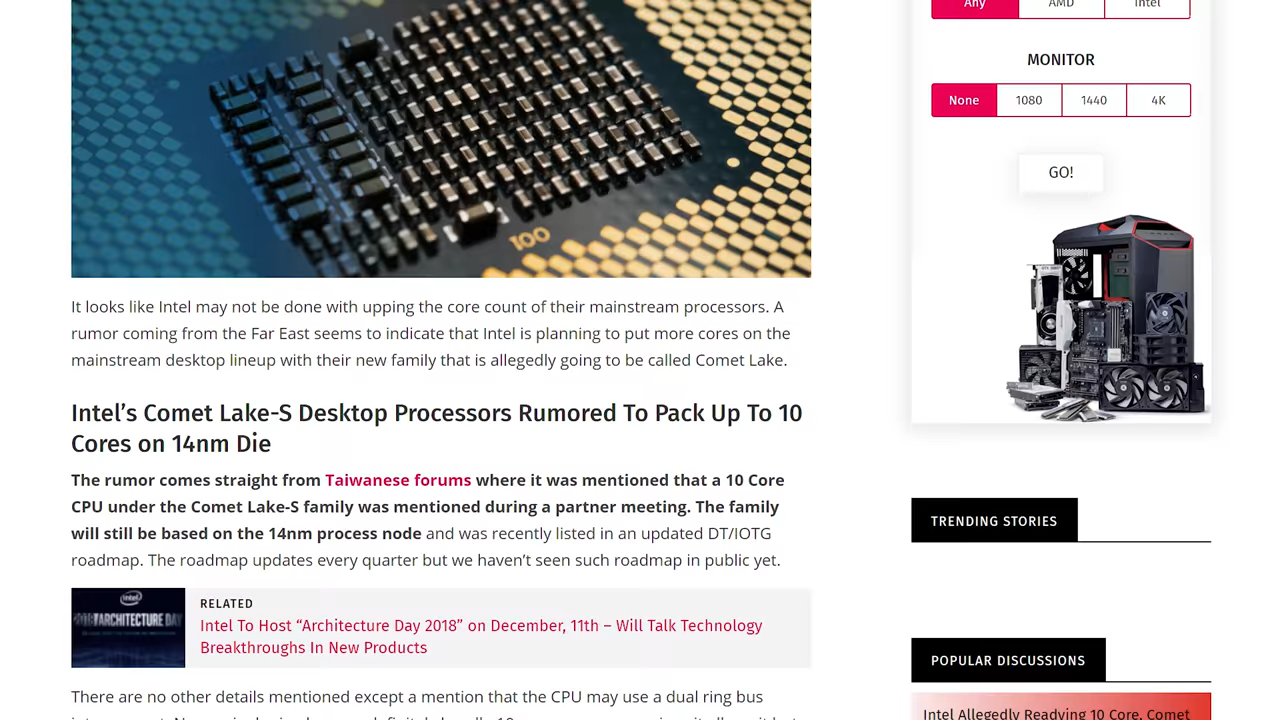 Any
AMD
Intel
MONITOR
None
1080
1440
4K
GO!
100
It looks like Intel may not be done with upping the core count of their mainstream processors. A
rumor coming from the Far East seems to indicate that Intel is planning to put more cores on the
mainstream desktop lineup with their new family that is allegedly going to be called Comet Lake.
Intel’s Comet Lake-S Desktop Processors Rumored To Pack Up To 10
Cores on 14nm Die
The rumor comes straight from Taiwanese forums where it was mentioned that a 10 Core
CPU under the Comet Lake-S family was mentioned during a partner meeting. The family
will still be based on the 14nm process node and was recently listed in an updated DT/IOTG
roadmap. The roadmap updates every quarter but we haven’t seen such roadmap in public yet.
intel
ARCHITECTURE DAY
RELATED
Intel To Host “Architecture Day 2018” on December, 11th – Will Talk Technology
Breakthroughs In New Products
There are no other details mentioned except a mention that the CPU may use a dual ring bus
TRENDING STORIES
POPULAR DISCUSSIONS
Intel Allegedly Readying 10 Core, Comet